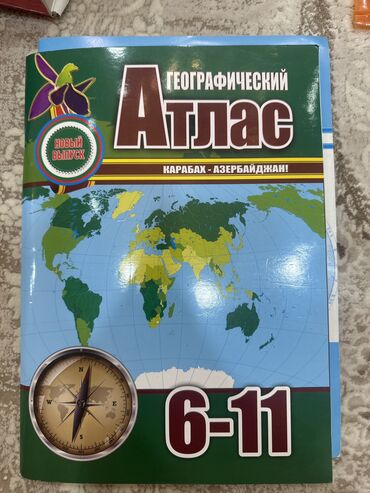 ГЕОГРАФИЧЕСКИЙ
АТЛАС
НОВЫЙ
ВЫПУСК
КАРАБАХ - АЗЕРБАЙДЖАН!
N
W
E
S
6-11